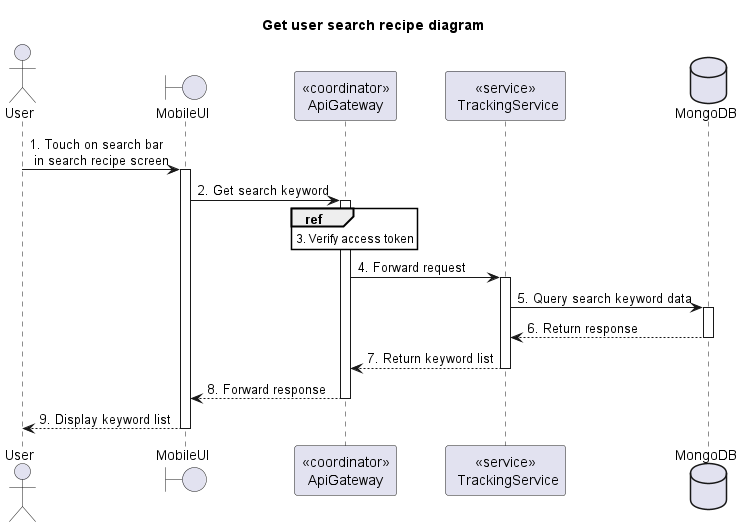 Get user search recipe diagram
User
MobileUI
«coordinator»
ApiGateway
«service»
TrackingService
MongoDB
1. Touch on search bar
in search recipe screen
2. Get search keyword
ref
3. Verify access token
4. Forward request
5. Query search keyword data
6. Return response
7. Return keyword list
8. Forward response
9. Display keyword list
User
MobileUI
«coordinator»
ApiGateway
«service»
TrackingService
MongoDB